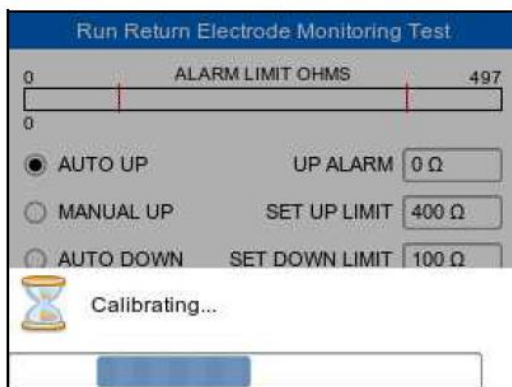 Run Return Electrode Monitoring Test
0 ALARM LIMIT OHMS 497
0
AUTO UP UP ALARM 0 Ω
MANUAL UP SET UP LIMIT 400 Ω
AUTO DOWN SET DOWN LIMIT 100 Ω
Calibrating...